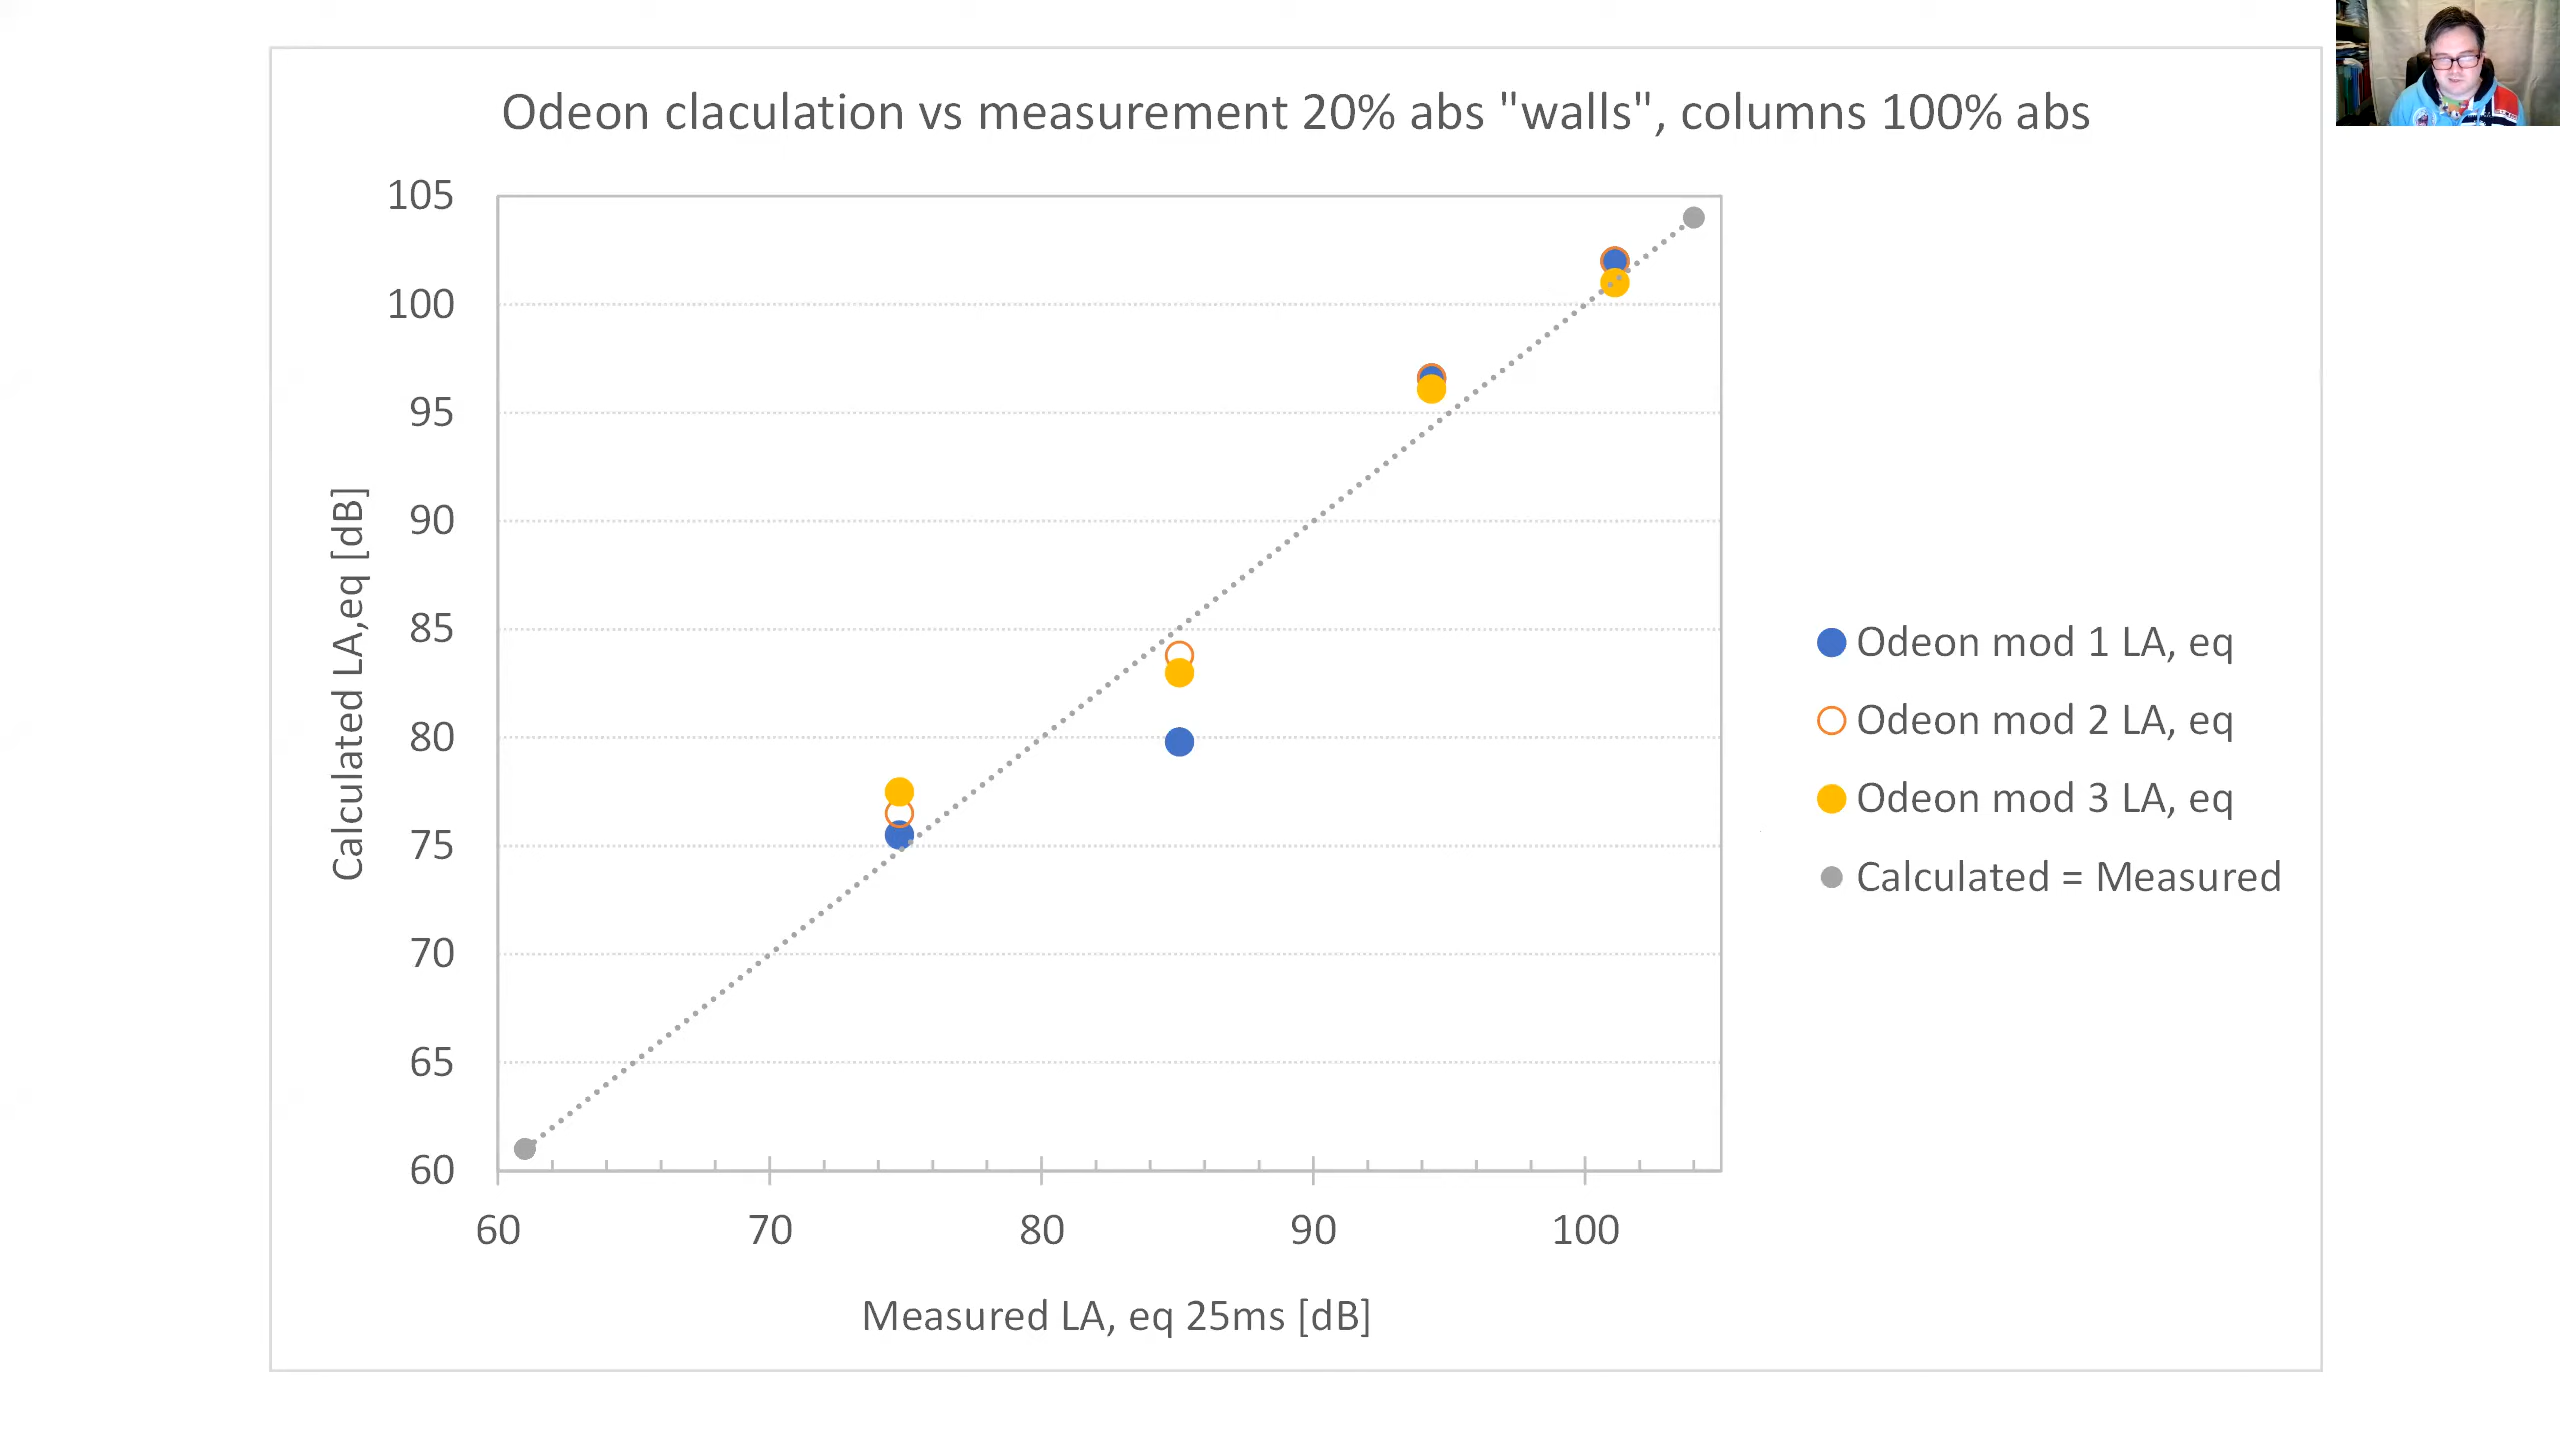 Odeon claculation vs measurement 20% abs "walls", columns 100% abs
105
100
95
90
85
80
75
70
65
60
Calculated LA,eq [dB]
60 70 80 90 100
Measured LA, eq 25ms [dB]
Odeon mod 1 LA, eq
Odeon mod 2 LA, eq
Odeon mod 3 LA, eq
Calculated = Measured